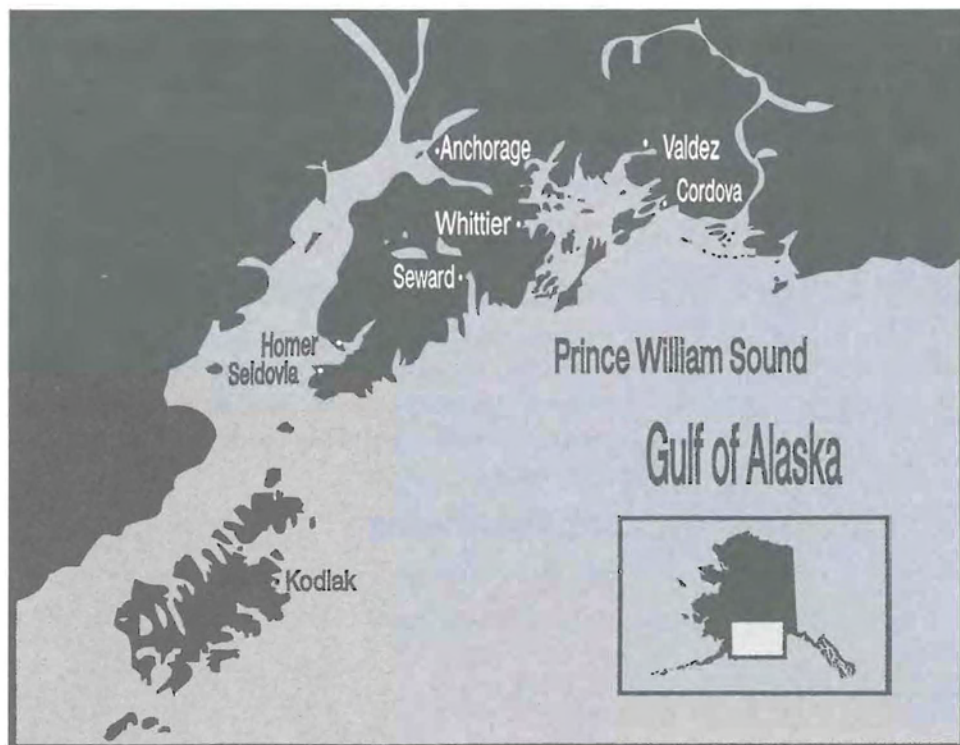 Anchorage
Valdez
Cordova
Whittier
Seward
Homer
Seldovia
Prince William Sound
Gulf of Alaska
Kodiak